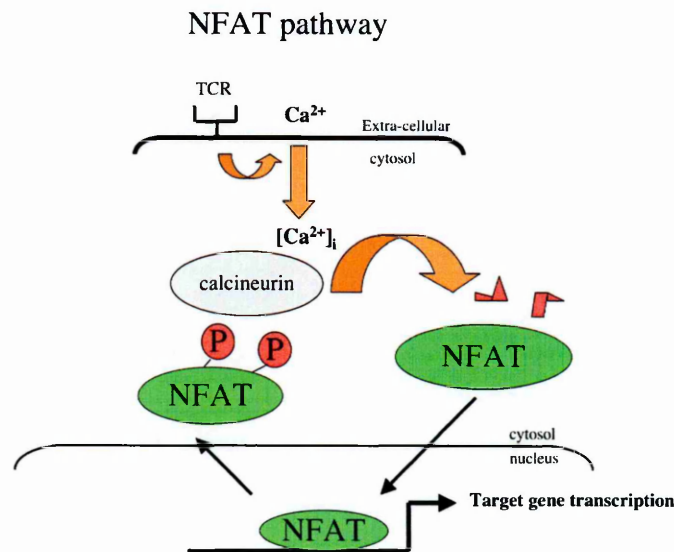 NFAT pathway
TCR
Ca²⁺
Extra-cellular
cytosol
[Ca²⁺]ᵢ
calcineurin
P
P
NFAT
NFAT
cytosol
nucleus
Target gene transcription
NFAT